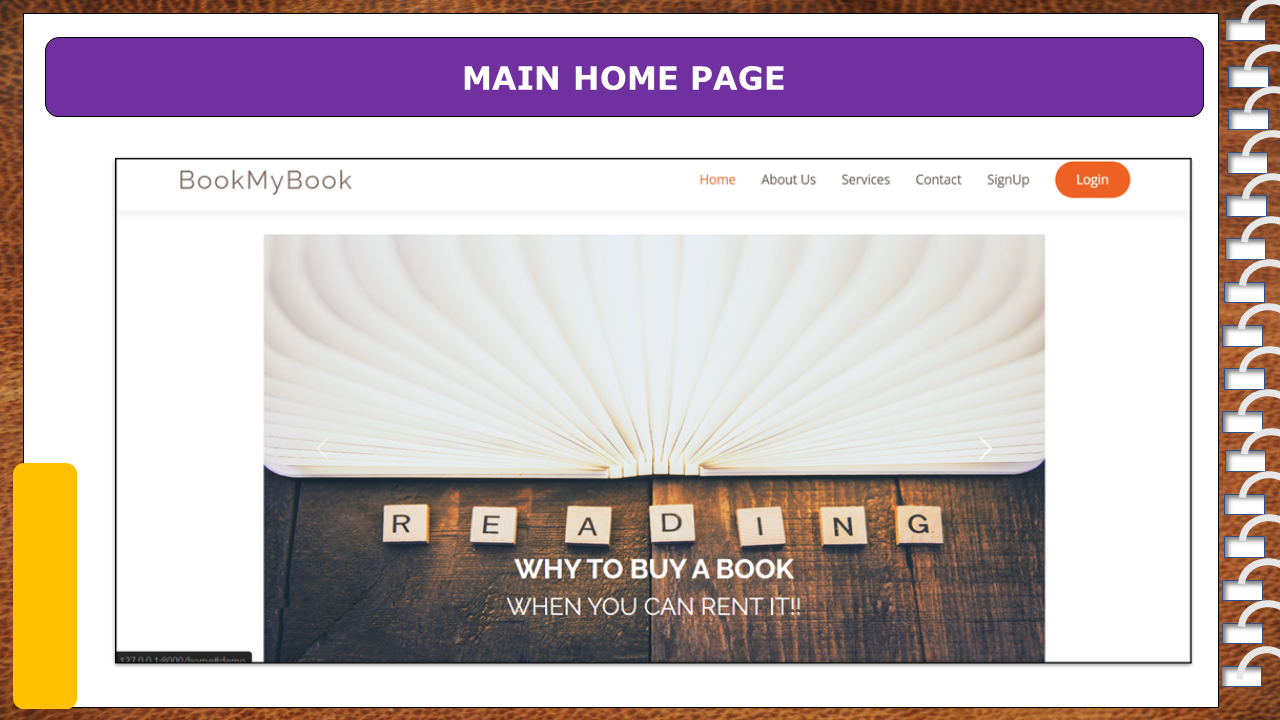 MAIN HOME PAGE
BookMyBook
Home About Us Services Contact SignUp Login
R E A D I N G
WHY TO BUY A BOOK
WHEN YOU CAN RENT IT!!
127.0.0.1:8000/home#demo